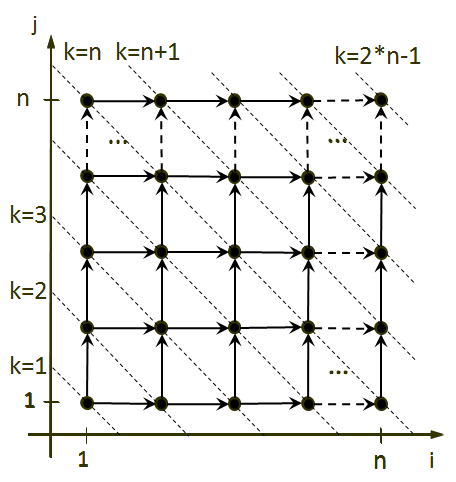 j
k=n k=n+1 k=2*n-1
n
... ...
k=3
k=2
k=1 ...
1
1 n i